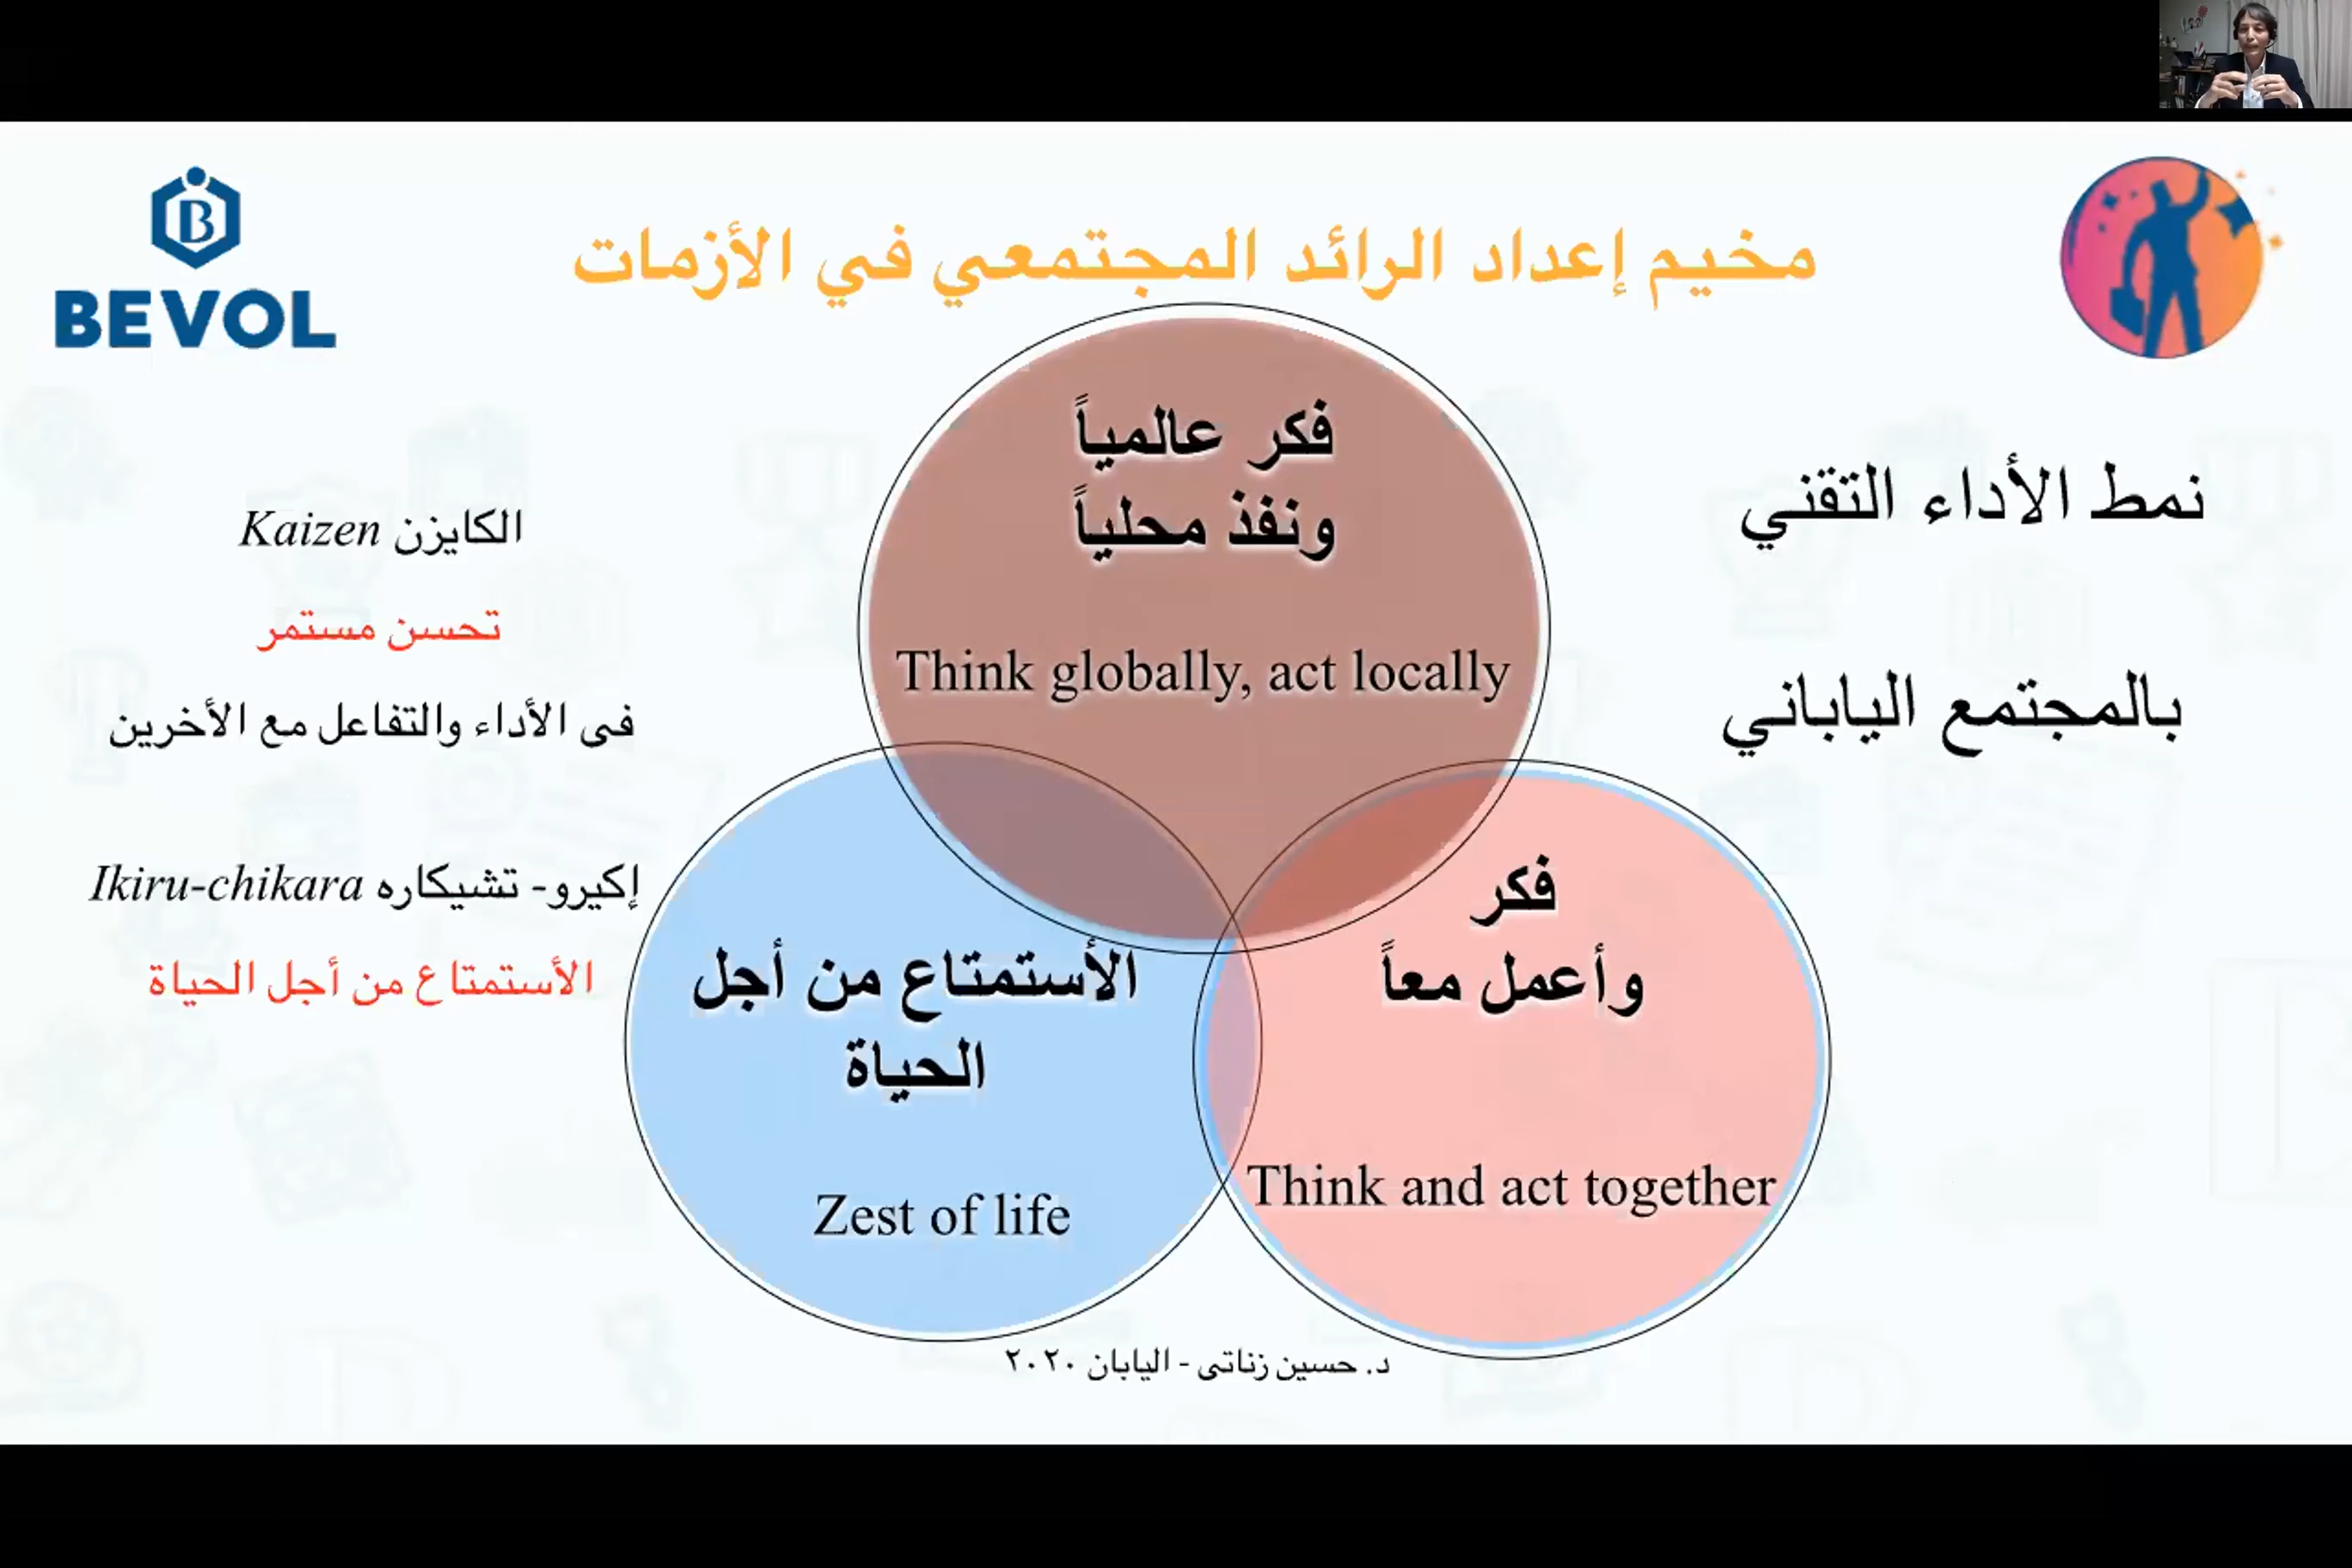 BEVOL
مخيم إعداد الرائد المجتمعي في الأزمات
نمط الأداء التقني
بالمجتمع الياباني
فكر عالمياً
ونفذ محلياً
Think globally, act locally
الكايزن Kaizen
تحسن مستمر
فى الأداء والتفاعل مع الأخرين
إكيرو- تشيكاره Ikiru-chikara
الأستمتاع من أجل الحياة
فكر
وأعمل معاً
Think and act together
الأستمتاع من أجل
الحياة
Zest of life
د. حسين زناتى - اليابان ٢٠٢٠